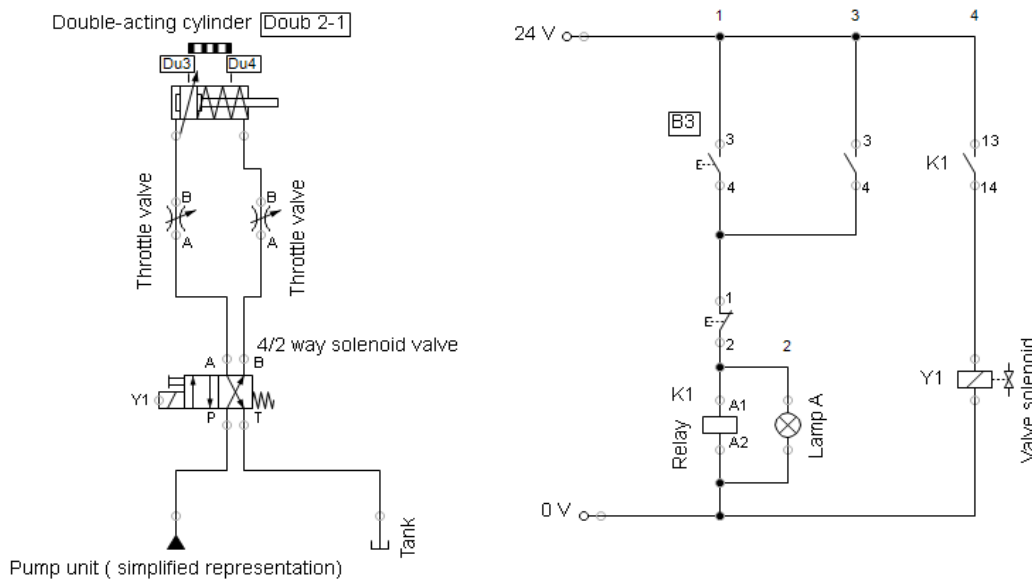 Double-acting cylinder Doub 2-1
Du3 Du4
B B
A A
Throttle valve
Throttle valve
4/2 way solenoid valve
A B
Y1
P T
Tank
Pump unit ( simplified representation)
1 3 4
24 V
B3
3 3 13
E K1
4 4 14
1
E
2 2
K1 A1 Y1
A2
Relay
Lamp A
Valve solenoid
0 V